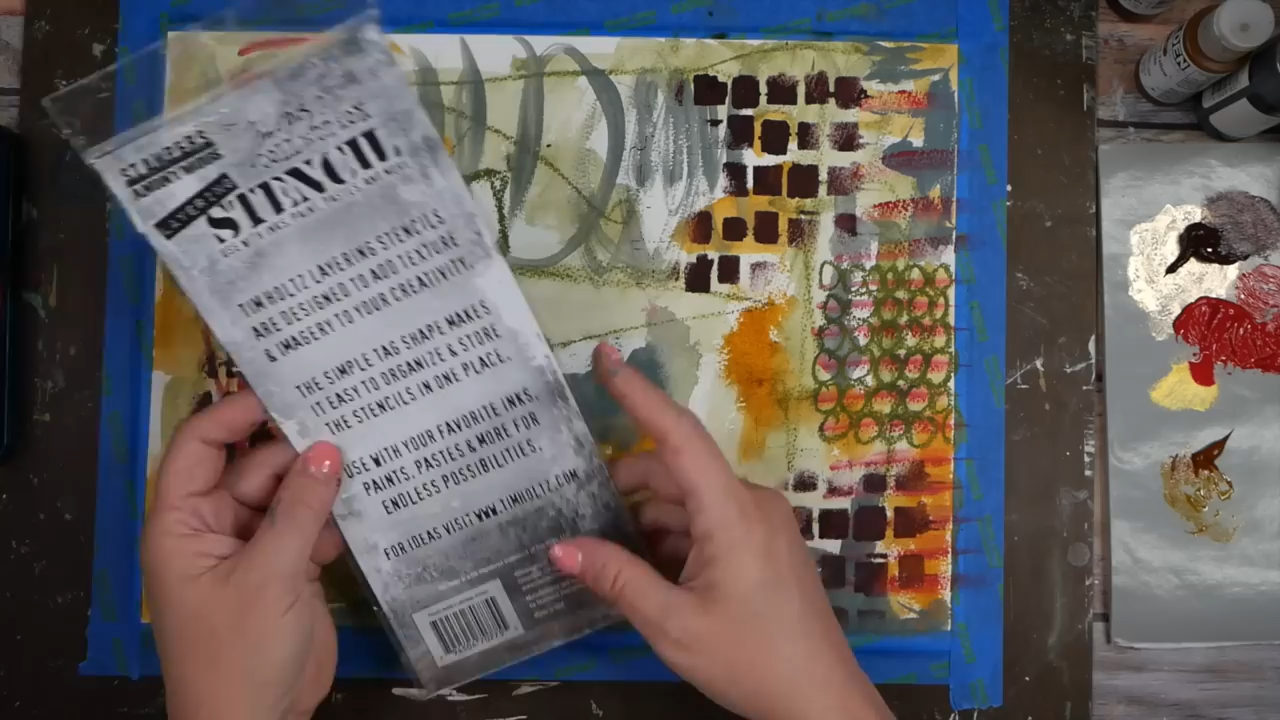 STAMPERS
ANONYMOUS
LAYERING
STENCIL
TIM HOLTZ LAYERING STENCILS
ARE DESIGNED TO ADD TEXTURE
& IMAGERY TO YOUR CREATIVITY.
THE SIMPLE TAG SHAPE MAKES
IT EASY TO ORGANIZE & STORE
THE STENCILS IN ONE PLACE.
USE WITH YOUR FAVORITE INKS,
PAINTS, PASTES & MORE FOR
ENDLESS POSSIBILITIES.
FOR IDEAS VISIT WWW.TIMHOLTZ.COM